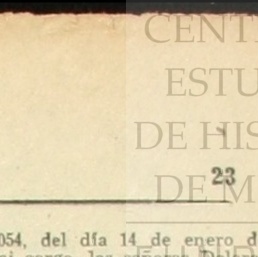 CENT
ESTU
DE HIS
23
DE M
054, del día 14 de enero d